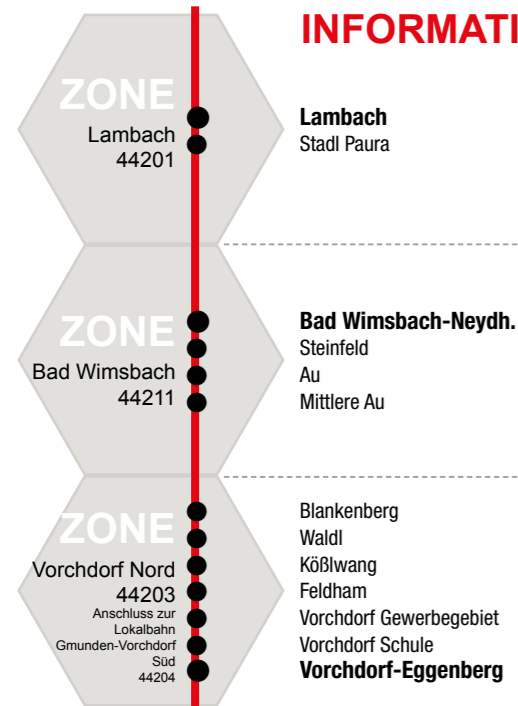 INFORMATI
ZONE
Lambach
44201
Lambach
Stadl Paura
ZONE
Bad Wimsbach
44211
Bad Wimsbach-Neydh.
Steinfeld
Au
Mittlere Au
ZONE
Vorchdorf Nord
44203
Anschluss zur
Lokalbahn
Gmunden-Vorchdorf
Süd
44204
Blankenberg
Waldl
Kößlwang
Feldham
Vorchdorf Gewerbegebiet
Vorchdorf Schule
Vorchdorf-Eggenberg